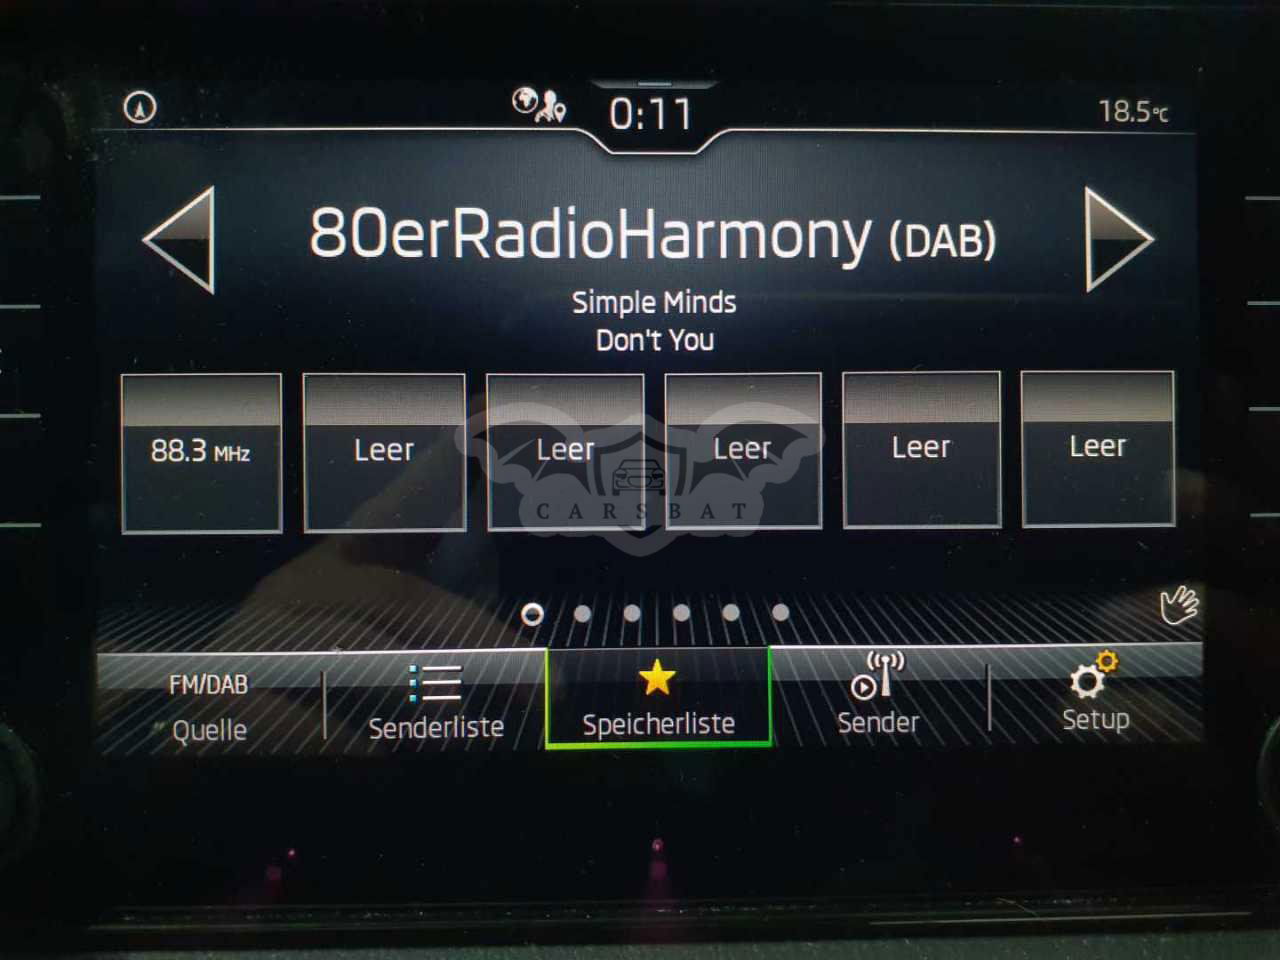 0:11
18.5°C
80erRadioHarmony (DAB)
Simple Minds
Don't You
88.3 MHz
Leer
Leer
Leer
Leer
Leer
CARSBAT
FM/DAB
Quelle
Senderliste
Speicherliste
Sender
Setup